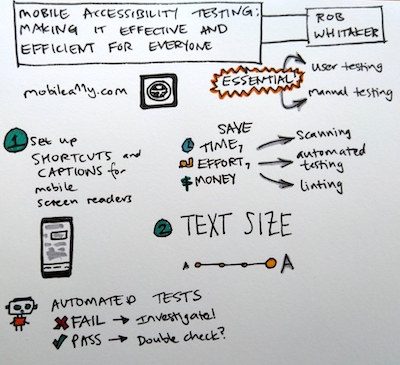 MOBILE ACCESSIBILITY TESTING:
MAKING IT EFFECTIVE AND
EFFICIENT FOR EVERYONE
ROB
WHITAKER
mobilea11y.com
ESSENTIAL!
user testing
manual testing
1 Set up
SHORTCUTS and
CAPTIONS for
mobile
screen readers
SAVE
TIME,
EFFORT,
$ MONEY
Scanning
automated
testing
linting
2 TEXT SIZE
A A
AUTOMATED TESTS
✗ FAIL → Investigate!
✓ PASS → Double check?